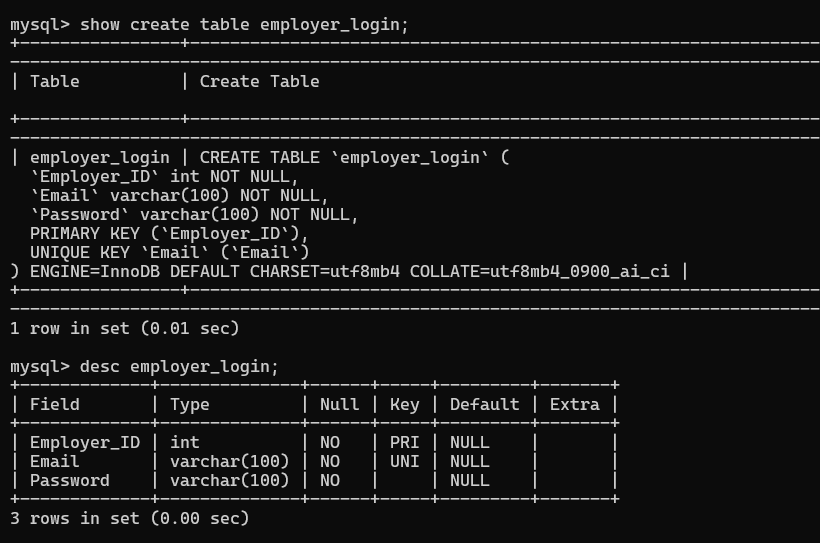 mysql> show create table employer_login;
+----------------+---------------------------------------------------------------
---------------------------------------------------------------------------------
| Table          | Create Table
+----------------+---------------------------------------------------------------
---------------------------------------------------------------------------------
| employer_login | CREATE TABLE `employer_login` (
  `Employer_ID` int NOT NULL,
  `Email` varchar(100) NOT NULL,
  `Password` varchar(100) NOT NULL,
  PRIMARY KEY (`Employer_ID`),
  UNIQUE KEY `Email` (`Email`)
) ENGINE=InnoDB DEFAULT CHARSET=utf8mb4 COLLATE=utf8mb4_0900_ai_ci |
+----------------+---------------------------------------------------------------
---------------------------------------------------------------------------------
1 row in set (0.01 sec)
mysql> desc employer_login;
+-------------+--------------+------+-----+---------+-------+
| Field       | Type         | Null | Key | Default | Extra |
+-------------+--------------+------+-----+---------+-------+
| Employer_ID | int          | NO   | PRI | NULL    |       |
| Email       | varchar(100) | NO   | UNI | NULL    |       |
| Password    | varchar(100) | NO   |     | NULL    |       |
+-------------+--------------+------+-----+---------+-------+
3 rows in set (0.00 sec)